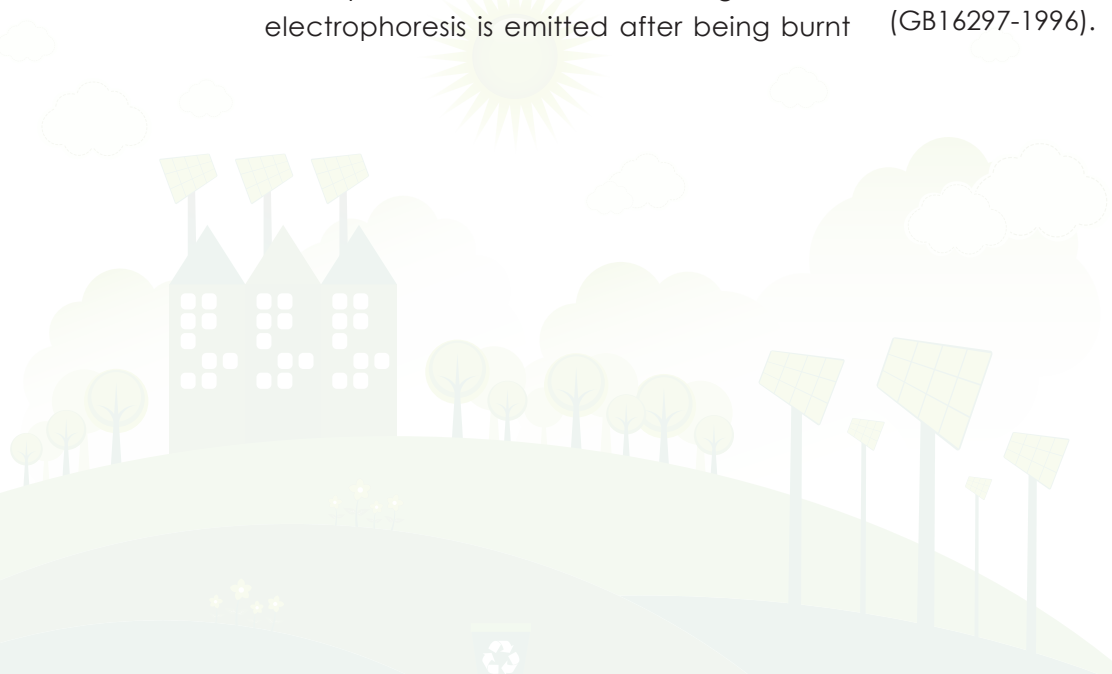 electrophoresis is emitted after being burnt
(GB16297-1996).